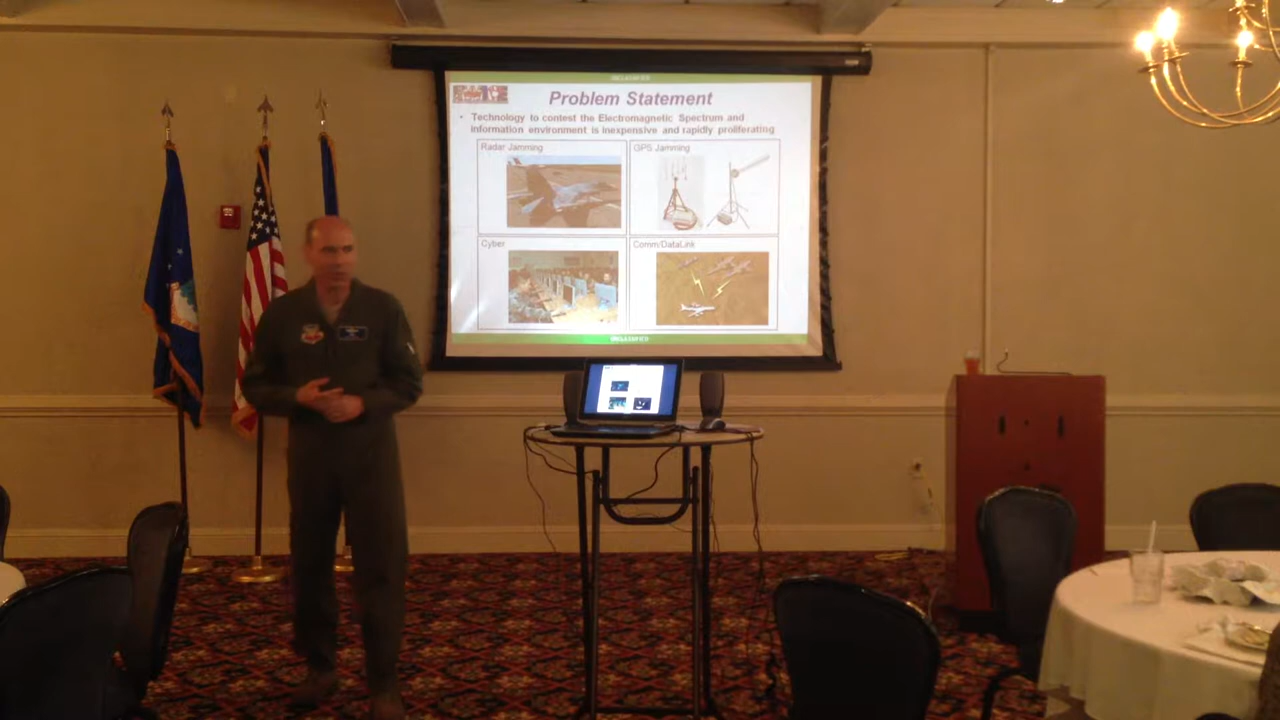 UNCLASSIFIED
Problem Statement
• Technology to contest the Electromagnetic Spectrum and
information environment is inexpensive and rapidly proliferating
Radar Jamming
GPS Jamming
Cyber
Comm/DataLink
UNCLASSIFIED